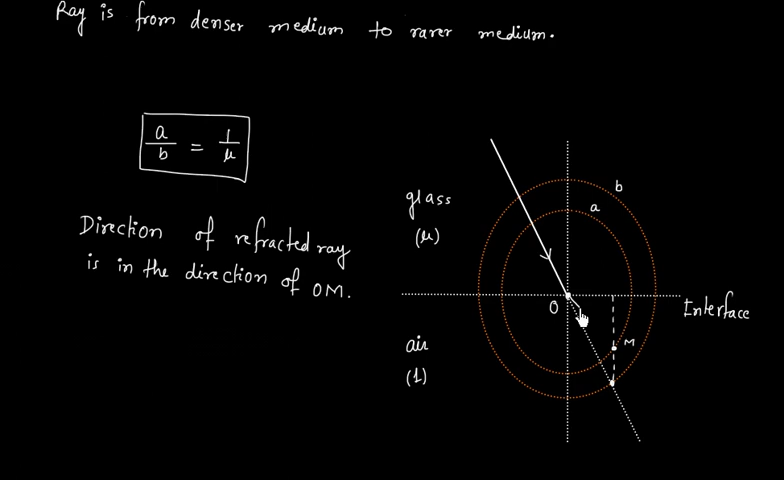 Ray is from denser medium to rarer medium.
a/b = 1/μ
Direction of refracted ray
is in the direction of OM.
glass
(μ)
b
a
O
Interface
air
(1)
M